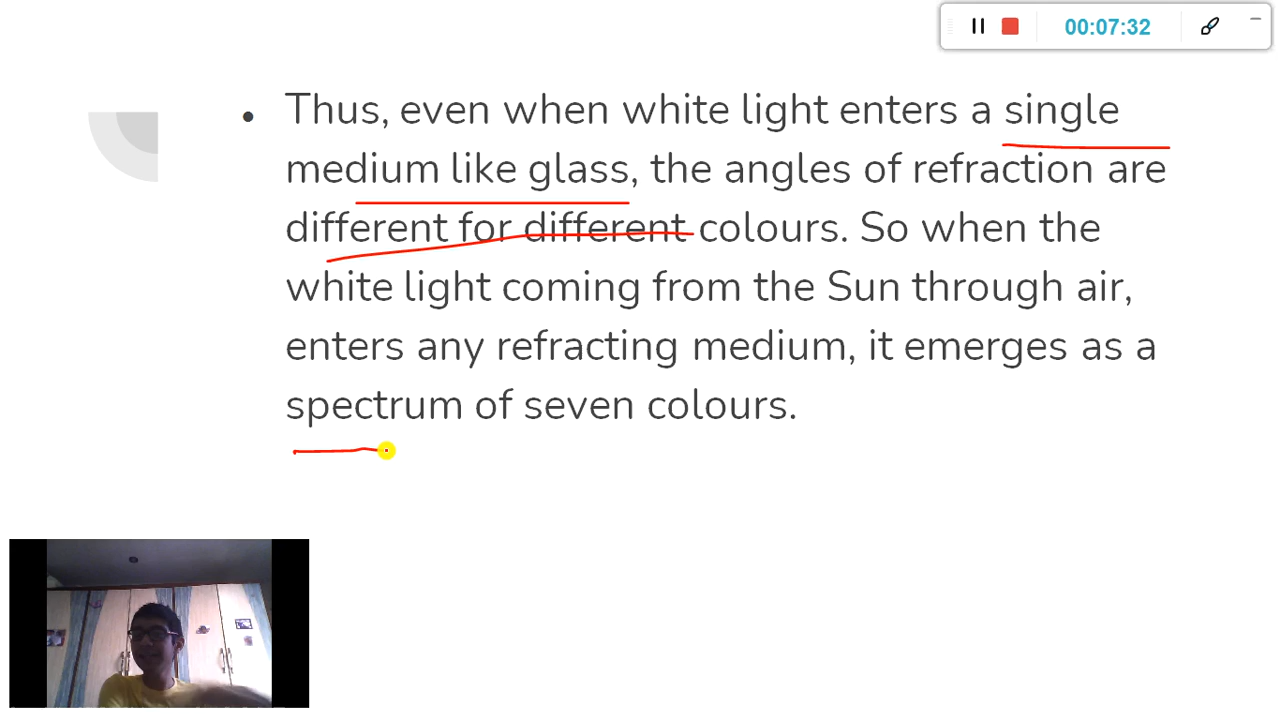 00:07:32
Thus, even when white light enters a single
medium like glass, the angles of refraction are
different for different colours. So when the
white light coming from the Sun through air,
enters any refracting medium, it emerges as a
spectrum of seven colours.